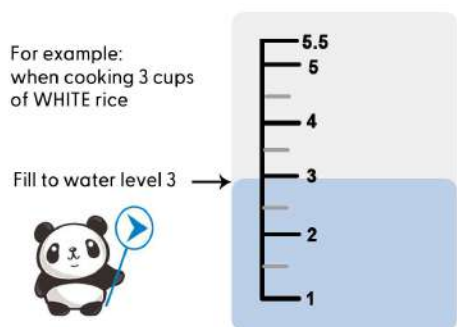 For example:
when cooking 3 cups
of WHITE rice
Fill to water level 3
5.5
5
4
3
2
1